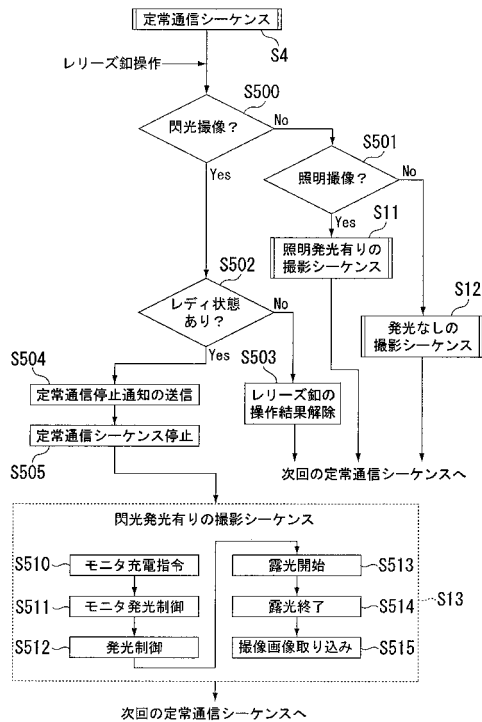 定常通信シーケンス
S4
レリーズ釦操作
S500
閃光撮像？
No
Yes
S501
照明撮像？
No
Yes
S11
照明発光有りの
撮影シーケンス
S12
発光なしの
撮影シーケンス
S502
レディ状態
あり？
No
Yes
S503
レリーズ釦の
操作結果解除
S504
定常通信停止通知の送信
定常通信シーケンス停止
S505
次回の定常通信シーケンスへ
閃光発光有りの撮影シーケンス
S510
モニタ充電指令
S511
モニタ発光制御
S512
発光制御
露光開始
S513
露光終了
S514
撮像画像取り込み
S515
S13
次回の定常通信シーケンスへ